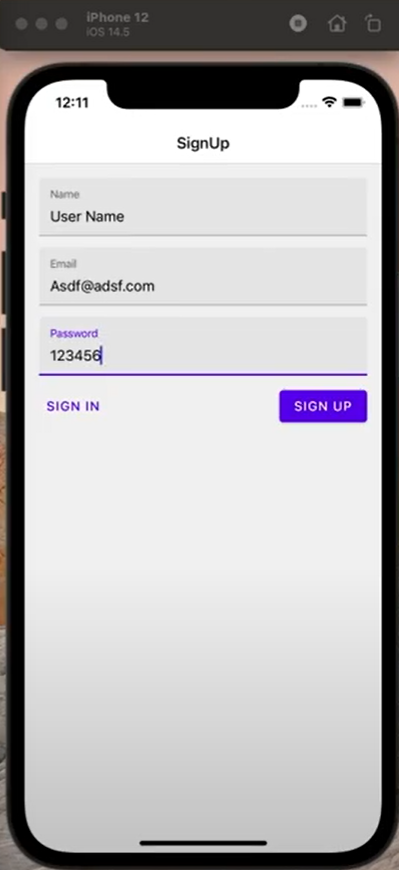 iPhone 12
iOS 14.5
12:11
SignUp
Name
User Name
Email
Asdf@adsf.com
Password
123456
SIGN IN
SIGN UP